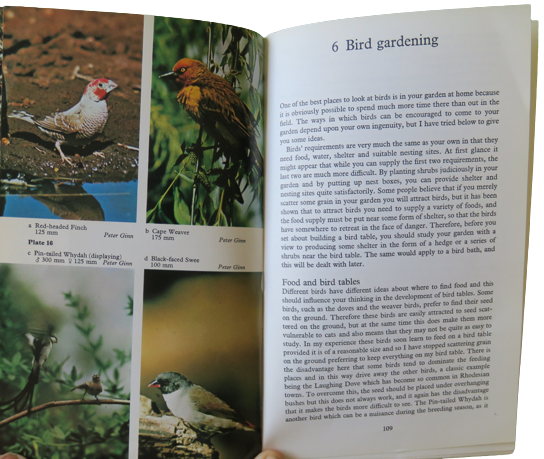 a Red-headed Finch
125 mm
Peter Ginn
Plate 16
b Cape Weaver
175 mm
Peter Ginn
c Pin-tailed Whydah (displaying)
♂ 300 mm ♀ 125 mm Peter Ginn
d Black-faced Swee
100 mm
Peter Ginn
6 Bird gardening
One of the best places to look at birds is in your garden at home because
it is obviously possible to spend much more time there than out in the
field. The ways in which birds can be encouraged to come to your
garden depend upon your own ingenuity, but I have tried below to give
you some ideas.
Birds' requirements are very much the same as your own in that they
need food, water, shelter and suitable nesting sites. At first glance it
might appear that while you can supply the first two requirements, the
last two are much more difficult. By planting shrubs judiciously in your
garden and by putting up nest boxes, you can provide shelter and
nesting sites quite satisfactorily. Some people believe that if you merely
scatter some grain in your garden you will attract birds, but it has been
shown that to attract birds you need to supply a variety of foods, and
the food supply must be put near some form of shelter, so that the birds
have somewhere to retreat in the face of danger. Therefore, before you
set about building a bird table, you should study your garden with a
view to producing some shelter in the form of a hedge or a series of
shrubs near the bird table. The same would apply to a bird bath, and
this will be dealt with later.
Food and bird tables
Different birds have different ideas about where to find food and this
should influence your thinking in the development of bird tables. Some
birds, such as the doves and the weaver birds, prefer to find their seed
on the ground. Therefore these birds are easily attracted to seed scat-
tered on the ground, but at the same time this does make them more
vulnerable to cats and also means that they may not be quite as easy to
study. In my experience these birds soon learn to feed on a bird table
provided it is of a reasonable size and so I have stopped scattering grain
on the ground preferring to keep everything on my bird table. There is
the disadvantage here that some birds tend to dominate the feeding
places and in this way drive away the other birds, a classic example
being the Laughing Dove which has become so common in Rhodesian
towns. To overcome this, the seed should be placed under overhanging
bushes but this does not always work, and it again has the disadvantage
that it makes the birds more difficult to see. The Pin-tailed Whydah is
another bird which can be a nuisance during the breeding season, as it
109